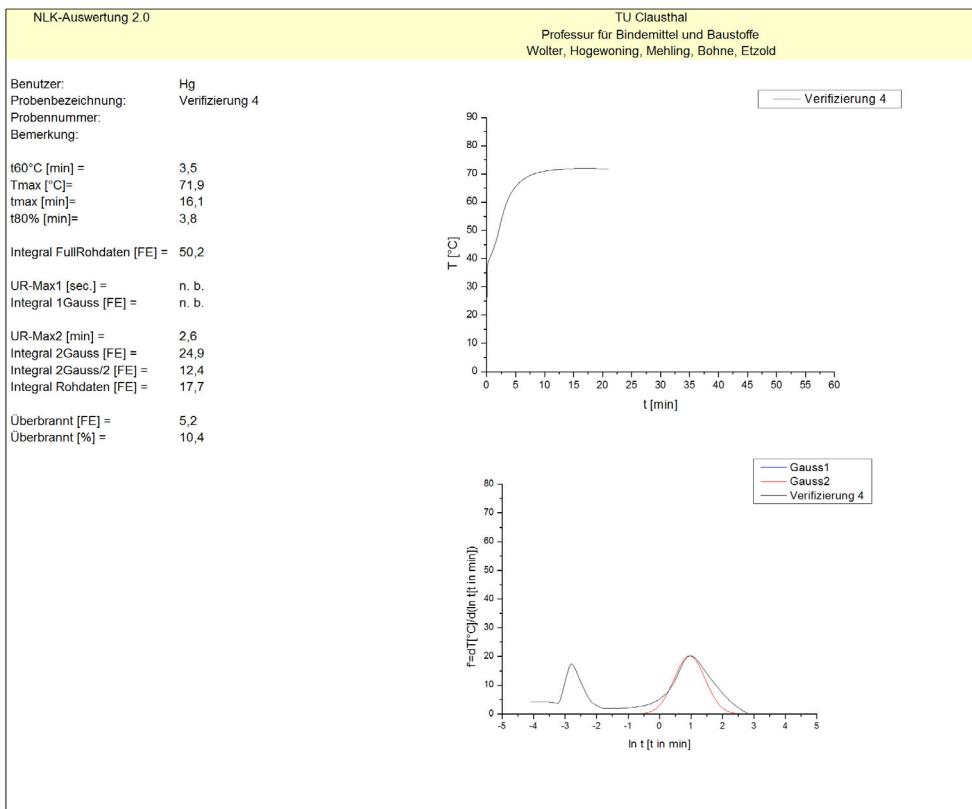 NLK-Auswertung 2.0
TU Clausthal
Professur für Bindemittel und Baustoffe
Wolter, Hogewoning, Mehling, Bohne, Etzold
Benutzer: Hg
Probenbezeichnung: Verifizierung 4
Probennummer:
Bemerkung:
t60°C [min] = 3,5
Tmax [°C]= 71,9
tmax [min]= 16,1
t80% [min]= 3,8
Integral FullRohdaten [FE] = 50,2
UR-Max1 [sec.] = n. b.
Integral 1Gauss [FE] = n. b.
UR-Max2 [min] = 2,6
Integral 2Gauss [FE] = 24,9
Integral 2Gauss/2 [FE] = 12,4
Integral Rohdaten [FE] = 17,7
Überbrannt [FE] = 5,2
Überbrannt [%] = 10,4
Verifizierung 4
90
80
70
60
50
40
30
20
10
0
T [°C]
0 5 10 15 20 25 30 35 40 45 50 55 60
t [min]
Gauss1
Gauss2
Verifizierung 4
80
70
60
50
40
30
20
10
0
f'=dT[°C]/d(ln t[t in min])
-5 -4 -3 -2 -1 0 1 2 3 4 5
ln t [t in min]